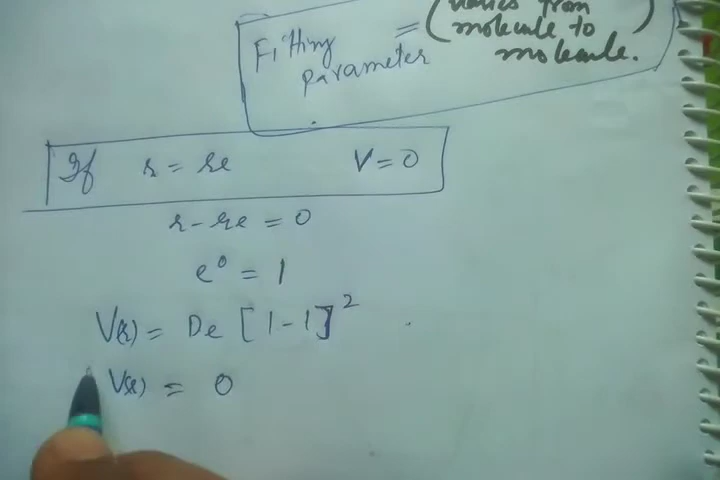 (varies from
Fitting = molecule to
parameter molecule.)
If r = re V = 0
r - re = 0
e⁰ = 1
V(r) = De [1-1]²
V(r) = 0